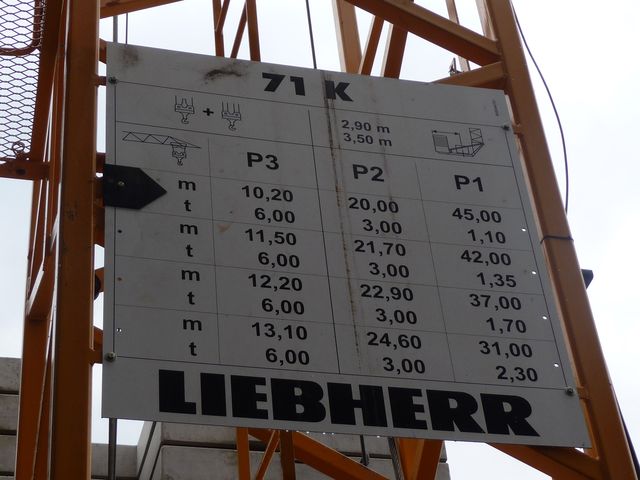 71 K
+
2,90 m
3,50 m
P3 P2 P1
m 10,20 20,00 45,00
t 6,00 3,00 1,10
m 11,50 21,70 42,00
t 6,00 3,00 1,35
m 12,20 22,90 37,00
t 6,00 3,00 1,70
m 13,10 24,60 31,00
t 6,00 3,00 2,30
LIEBHERR